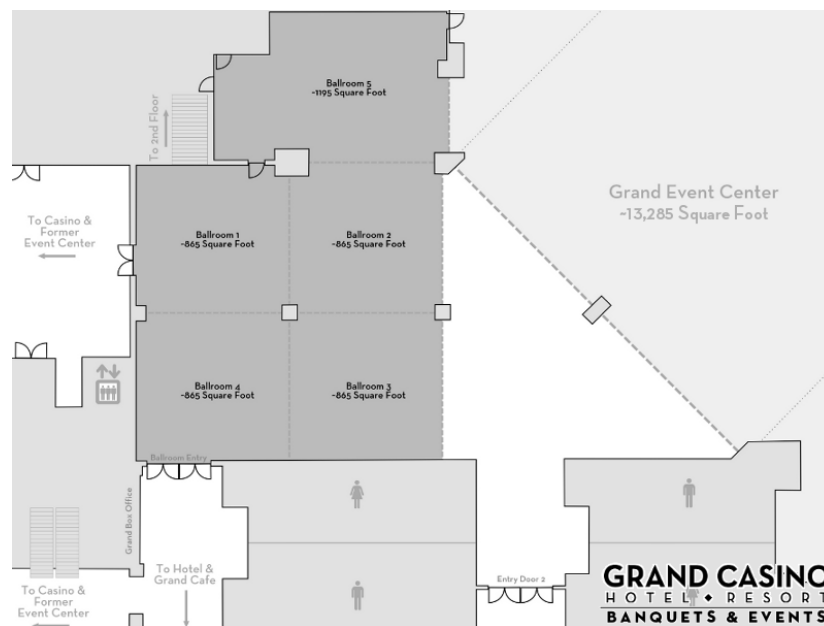 Ballroom 5
~1195 Square Foot
To 2nd Floor
Grand Event Center
~13,285 Square Foot
To Casino &
Former
Event Center
Ballroom 1
~865 Square Foot
Ballroom 2
~865 Square Foot
Ballroom 4
~865 Square Foot
Ballroom 3
~865 Square Foot
Ballroom Entry
Grand Box Office
To Hotel &
Grand Cafe
Entry Door 2
To Casino &
Former
Event Center
GRAND CASINO
HOTEL RESORT
BANQUETS & EVENTS